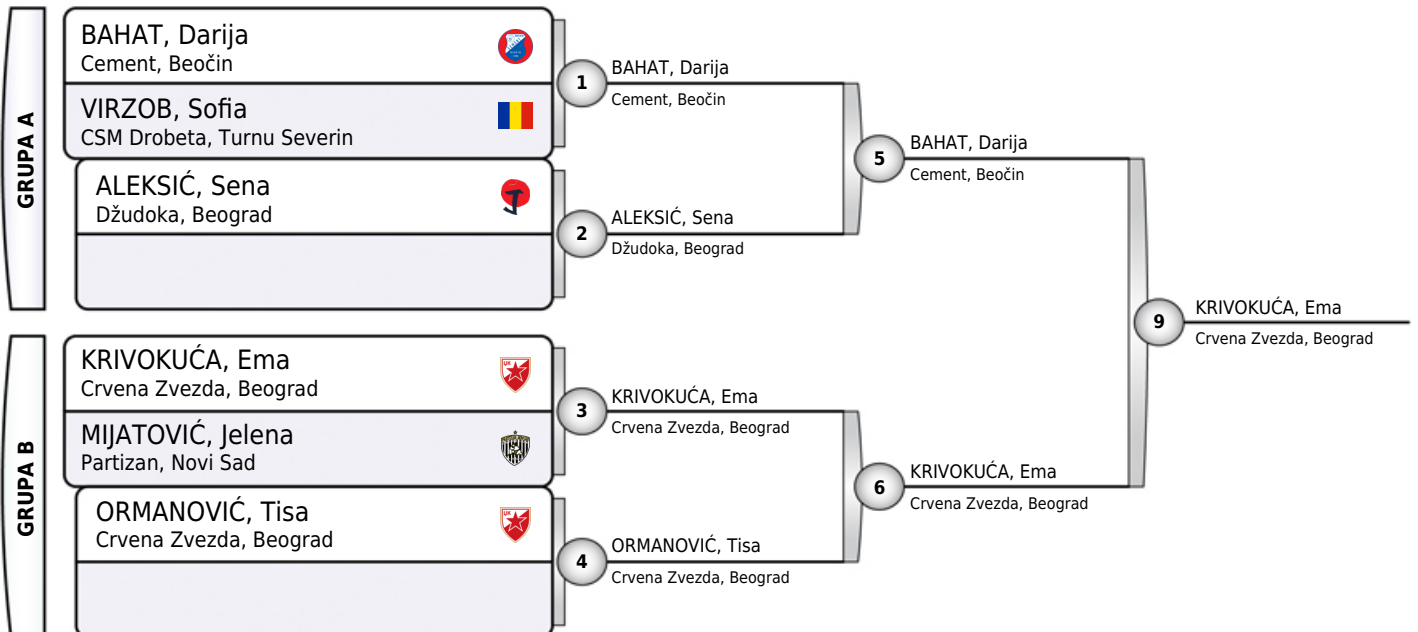 GRUPA A
BAHAT, Darija
Cement, Beočin
VIRZOB, Sofia
CSM Drobeta, Turnu Severin
ALEKSIĆ, Sena
Džudoka, Beograd
1
BAHAT, Darija
Cement, Beočin
2
ALEKSIĆ, Sena
Džudoka, Beograd
5
BAHAT, Darija
Cement, Beočin
GRUPA B
KRIVOKUĆA, Ema
Crvena Zvezda, Beograd
MIJATOVIĆ, Jelena
Partizan, Novi Sad
ORMANOVIĆ, Tisa
Crvena Zvezda, Beograd
3
KRIVOKUĆA, Ema
Crvena Zvezda, Beograd
4
ORMANOVIĆ, Tisa
Crvena Zvezda, Beograd
6
KRIVOKUĆA, Ema
Crvena Zvezda, Beograd
9
KRIVOKUĆA, Ema
Crvena Zvezda, Beograd